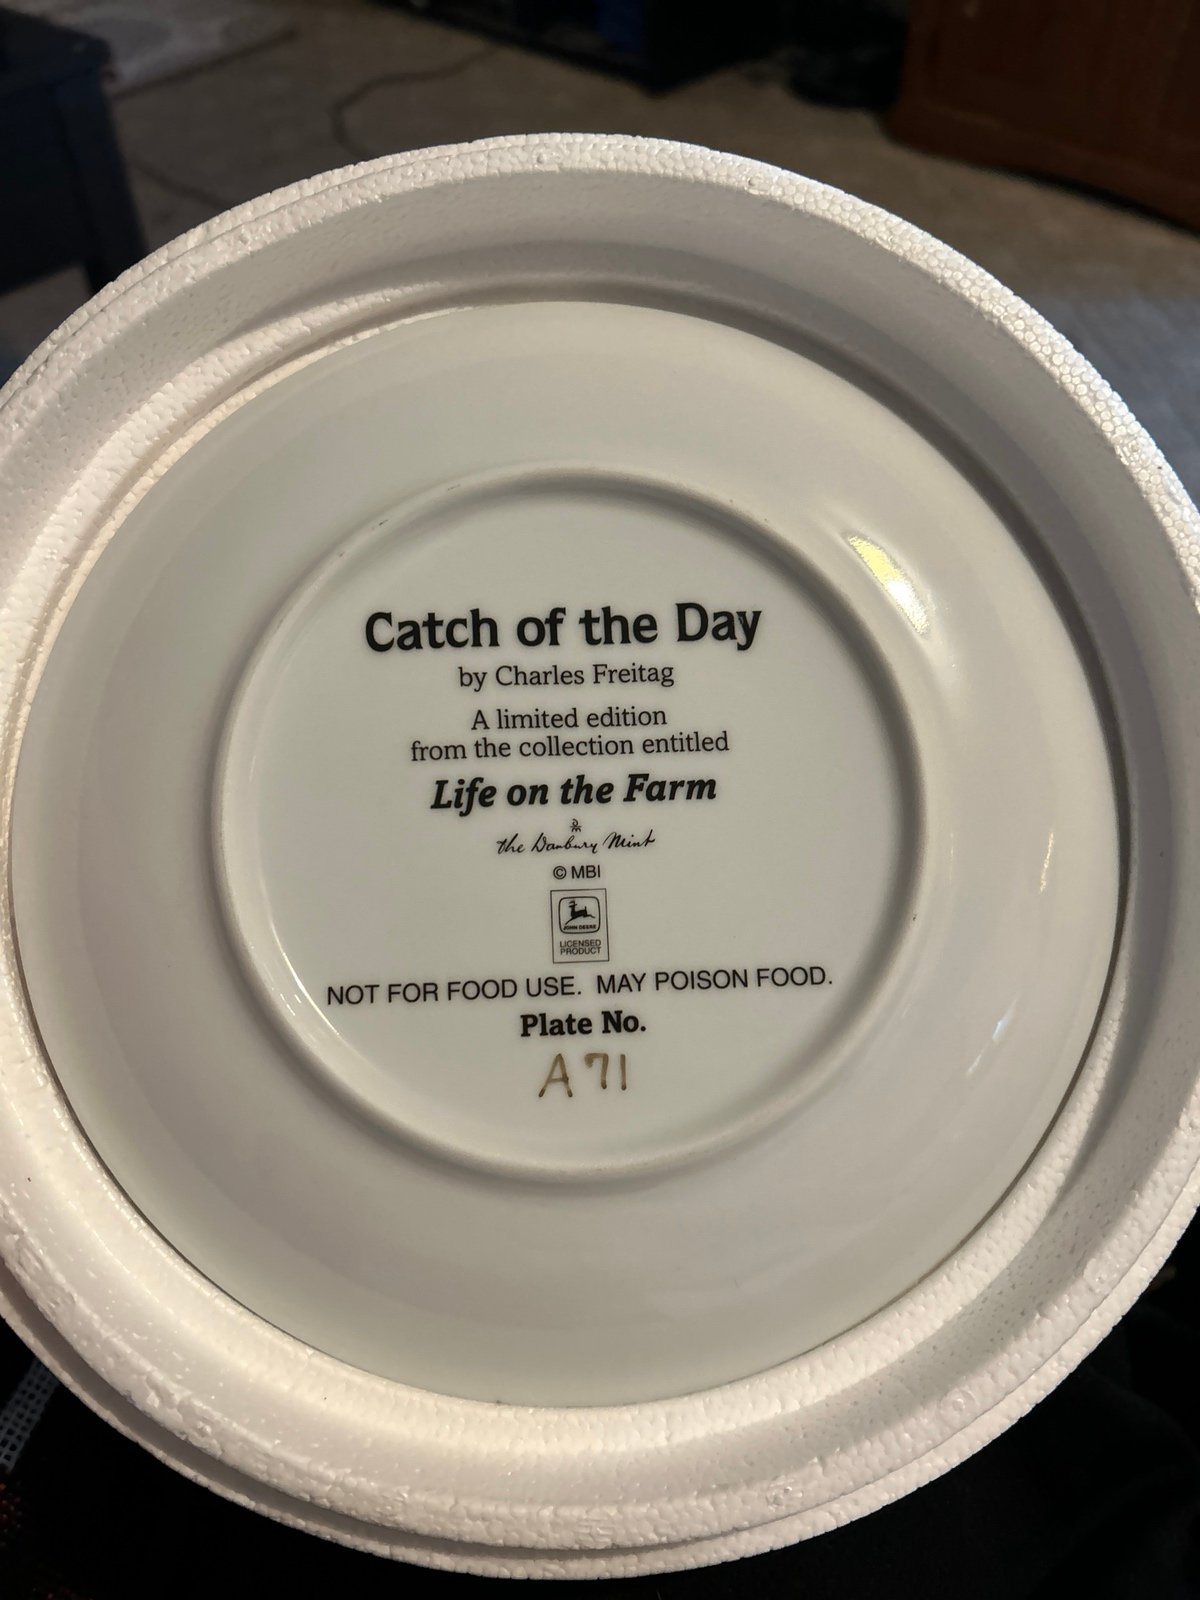 Catch of the Day
by Charles Freitag
A limited edition
from the collection entitled
Life on the Farm
the Danbury Mint
© MBI
JOHN DEERE
LICENSED
PRODUCT
NOT FOR FOOD USE. MAY POISON FOOD.
Plate No.
A71